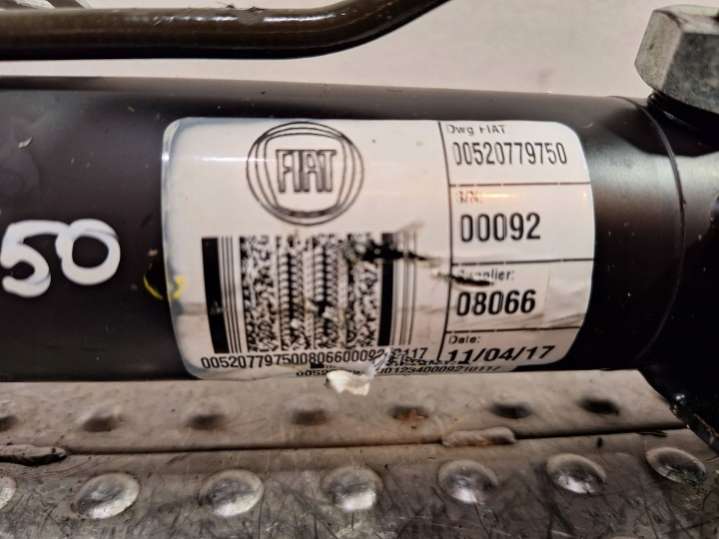 50
FIAT
Dwg FIAT
00520779750
S/N:
00092
Supplier:
08066
Date:
11/04/17